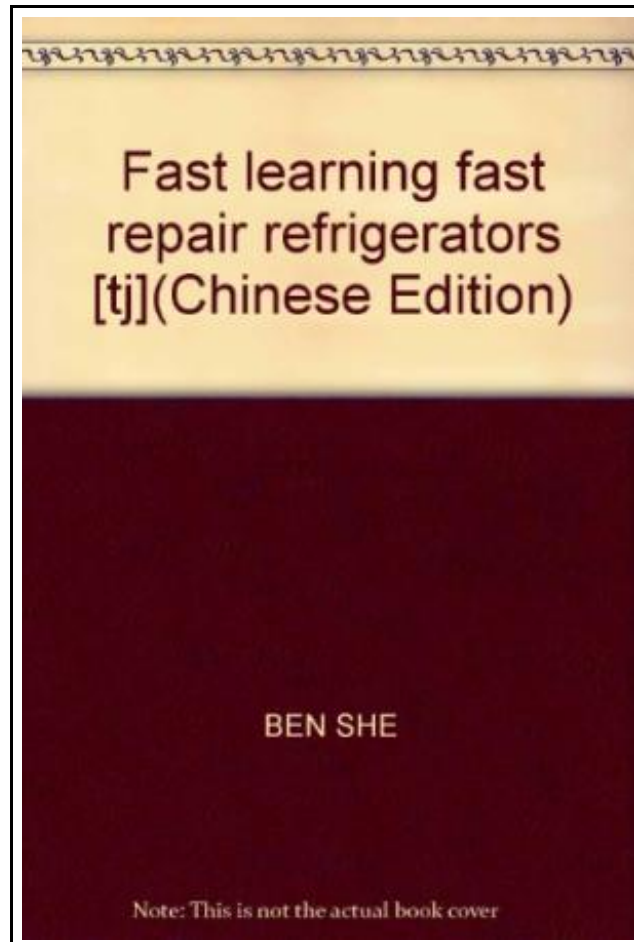 Fast learning fast
repair refrigerators
[tj](Chinese Edition)
BEN SHE
Note: This is not the actual book cover